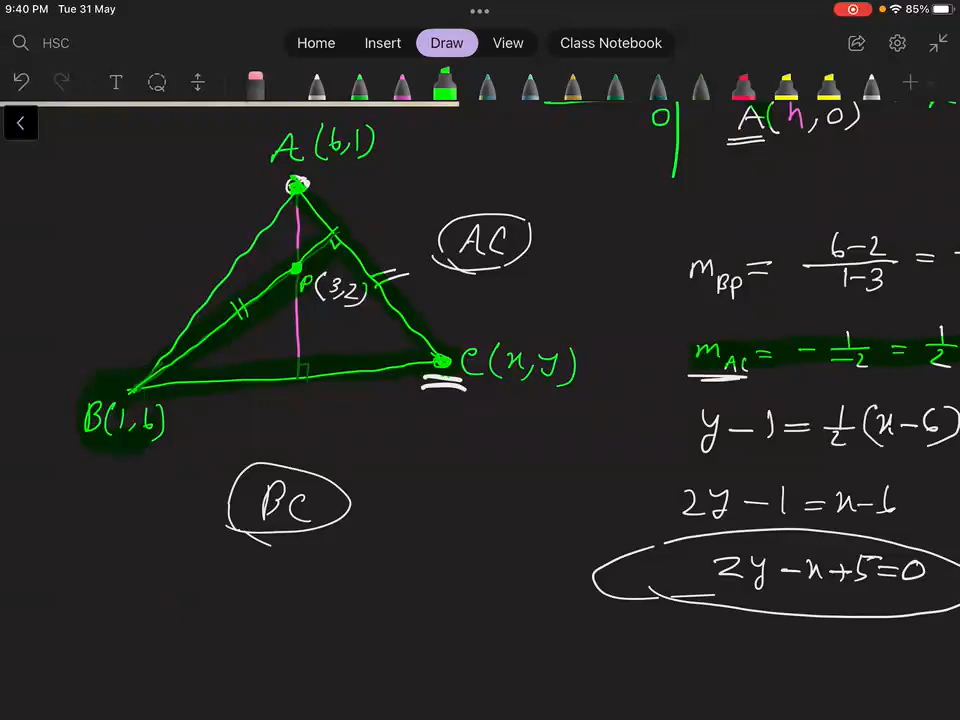 9:40 PM Tue 31 May
85%
HSC
Home Insert Draw View Class Notebook
T
0
A(h,0)
A(6,1)
AC
P(3,2)
m_BP = 6-2/1-3 =
m_AC = - 1/-2 = 1/2
C(x,y)
B(1,6)
y-1 = 1/2 (x-6)
BC
2y-1 = x-6
2y-x+5=0